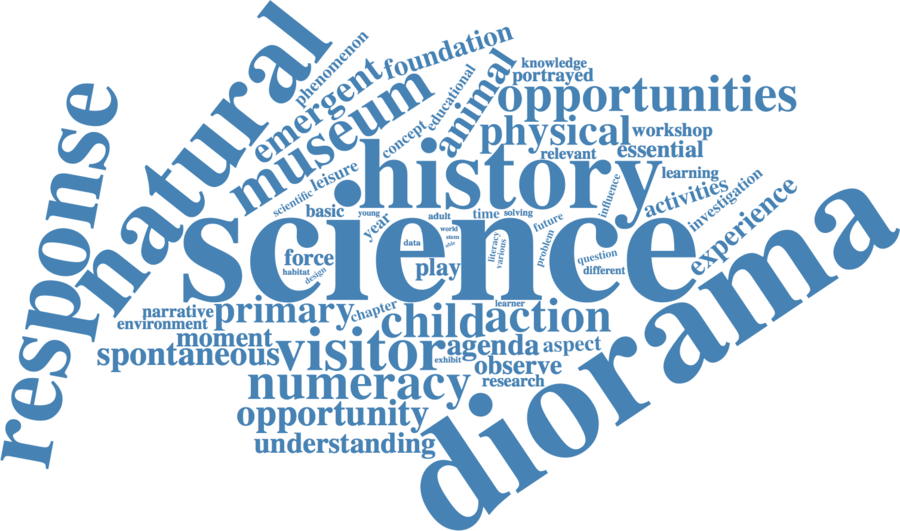 natural
response
phenomenon
emergent
foundation
museum
educational
concept
animal
knowledge
portrayed
opportunities
physical
workshop
relevant
essential
history
scientific
leisure
learning
activities
investigation
influence
experience
basic
young
year
adult
time
solving
future
world
stem
able
data
literacy
various
problem
question
different
science
force
habitat
design
play
diorama
narrative
environment
primary
chapter
learner
child
action
moment
spontaneous
visitor
agenda
aspect
exhibit
observe
research
numeracy
opportunity
understanding